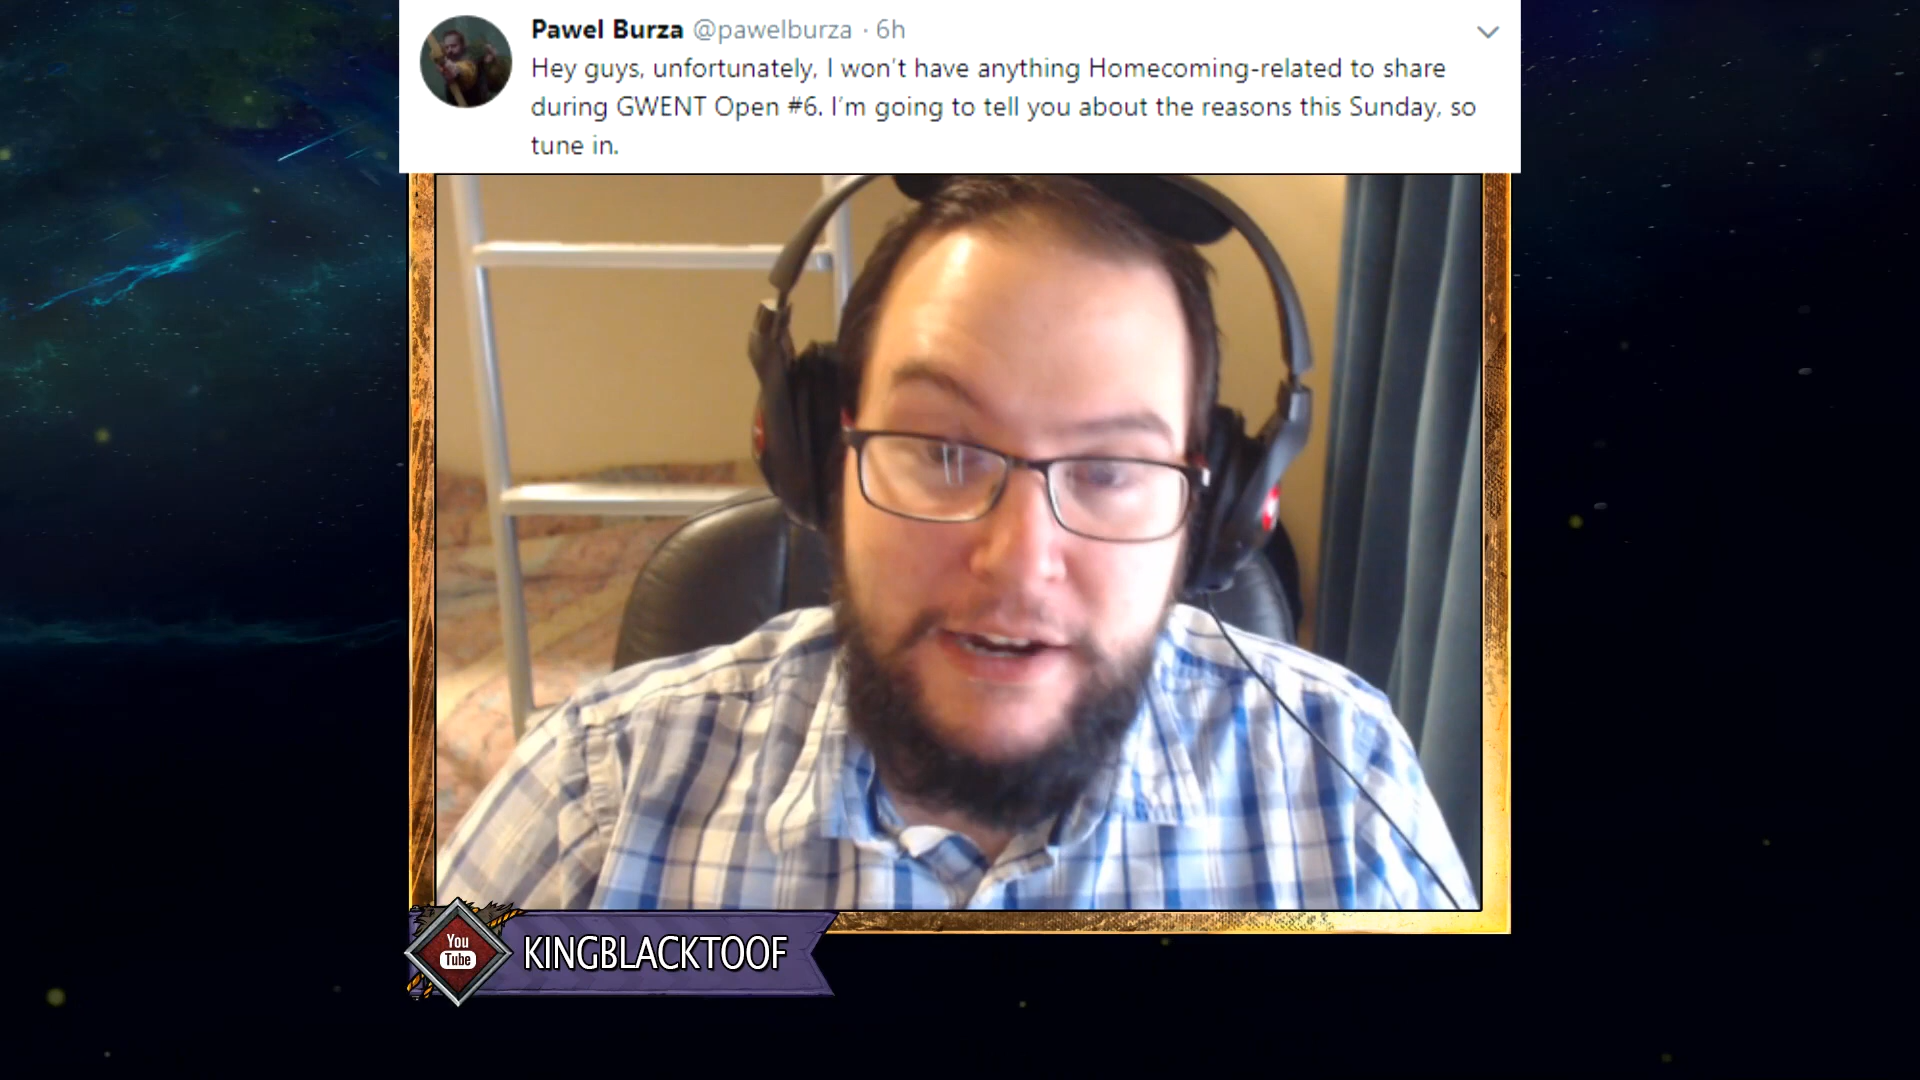 Pawel Burza @pawelburza · 6h
Hey guys, unfortunately, I won't have anything Homecoming-related to share
during GWENT Open #6. I'm going to tell you about the reasons this Sunday, so
tune in.
You
Tube
KINGBLACKTOOF